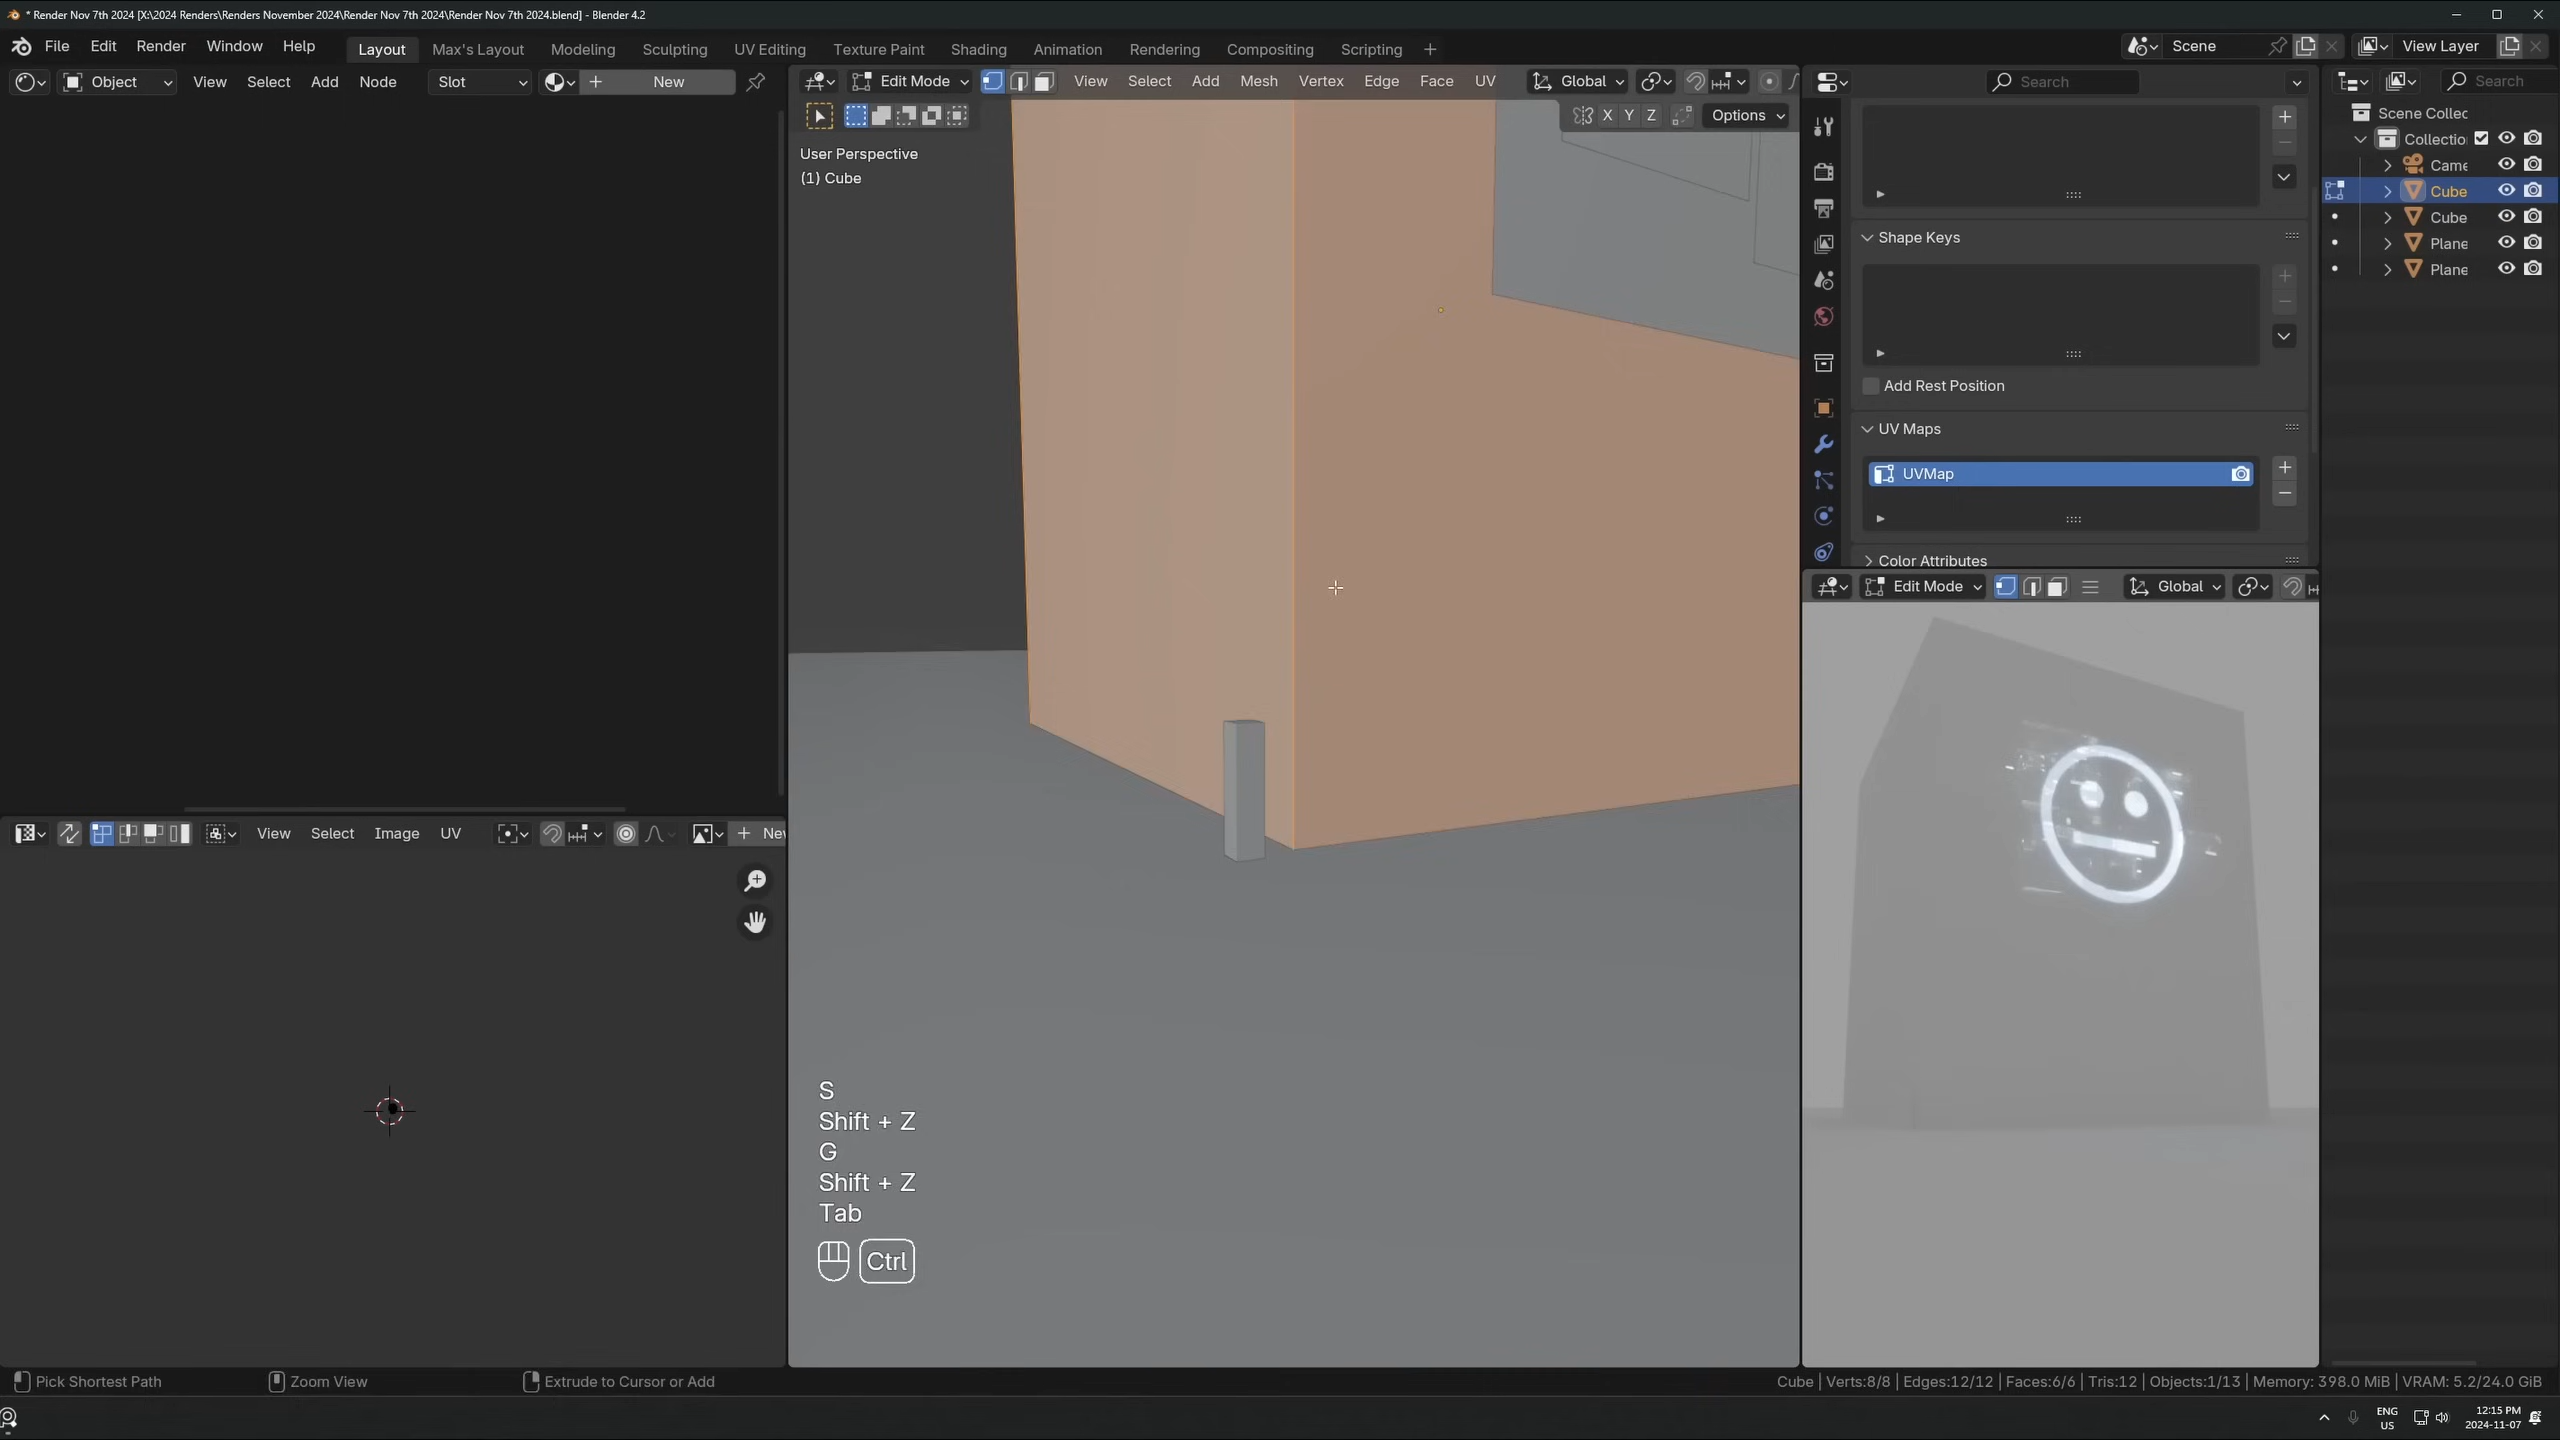 * Render Nov 7th 2024 [X:\2024 Renders\Renders November 2024\Render Nov 7th 2024\Render Nov 7th 2024.blend] - Blender 4.2
File Edit Render Window Help Layout Max's Layout Modeling Sculpting UV Editing Texture Paint Shading Animation Rendering Compositing Scripting + Scene View Layer
Object View Select Add Node Slot + New
Edit Mode View Select Add Mesh Vertex Edge Face UV Global
X Y Z Options
User Perspective
(1) Cube
Search
Shape Keys
Add Rest Position
UV Maps
UVMap
Color Attributes
Search
Scene Collec
Collectio
Came
Cube
Cube
Plane
Plane
Edit Mode Global
View Select Image UV + Nev
S
Shift + Z
G
Shift + Z
Tab
Ctrl
Pick Shortest Path Zoom View Extrude to Cursor or Add
Cube | Verts:8/8 | Edges:12/12 | Faces:6/6 | Tris:12 | Objects:1/13 | Memory: 398.0 MiB | VRAM: 5.2/24.0 GiB
ENG
US
12:15 PM
2024-11-07